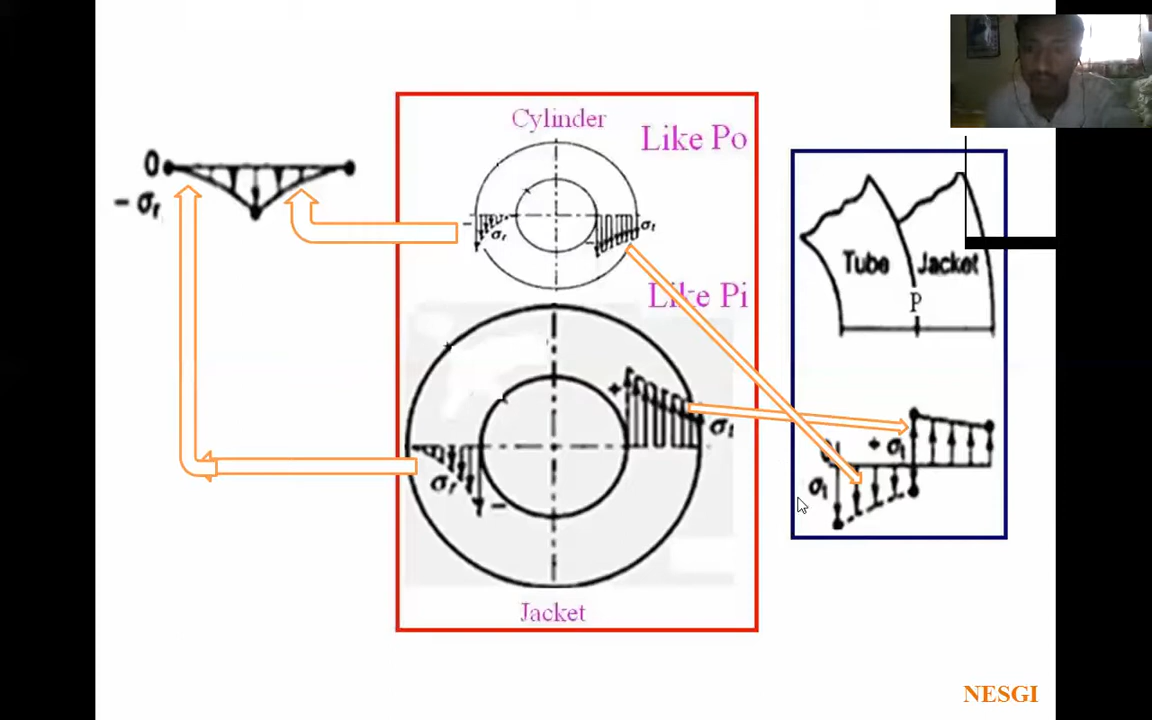 Cylinder
Like Po
0
- σr
- σr
σt
-
Tube
Jacket
Like Pi
P
+
σt
+ σt
σt
σr
-
Jacket
NESGI